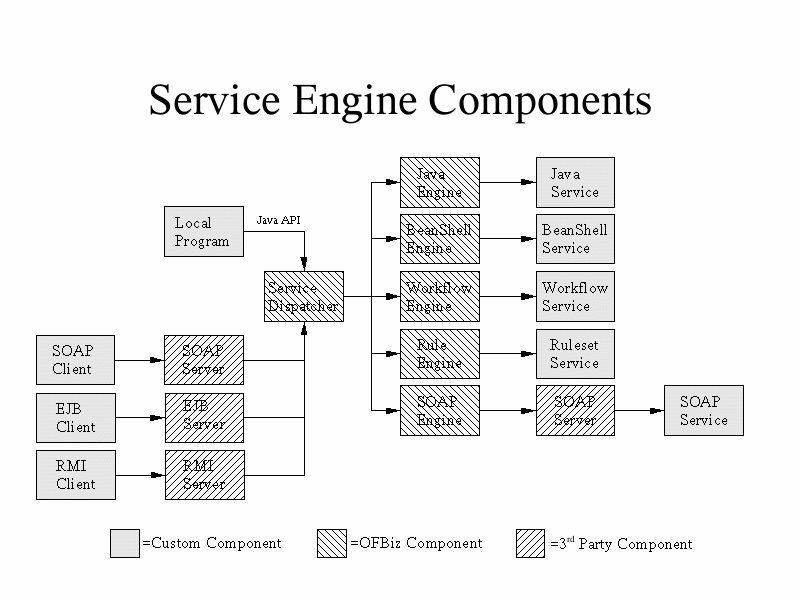 Service Engine Components
Java
Engine
Java
Service
Local
Program
Java API
BeanShell
Engine
BeanShell
Service
Service
Dispatcher
Workflow
Engine
Workflow
Service
SOAP
Client
SOAP
Server
Rule
Engine
Ruleset
Service
EJB
Client
EJB
Server
SOAP
Engine
SOAP
Server
SOAP
Service
RMI
Client
RMI
Server
=Custom Component
=OFBiz Component
=3rd Party Component